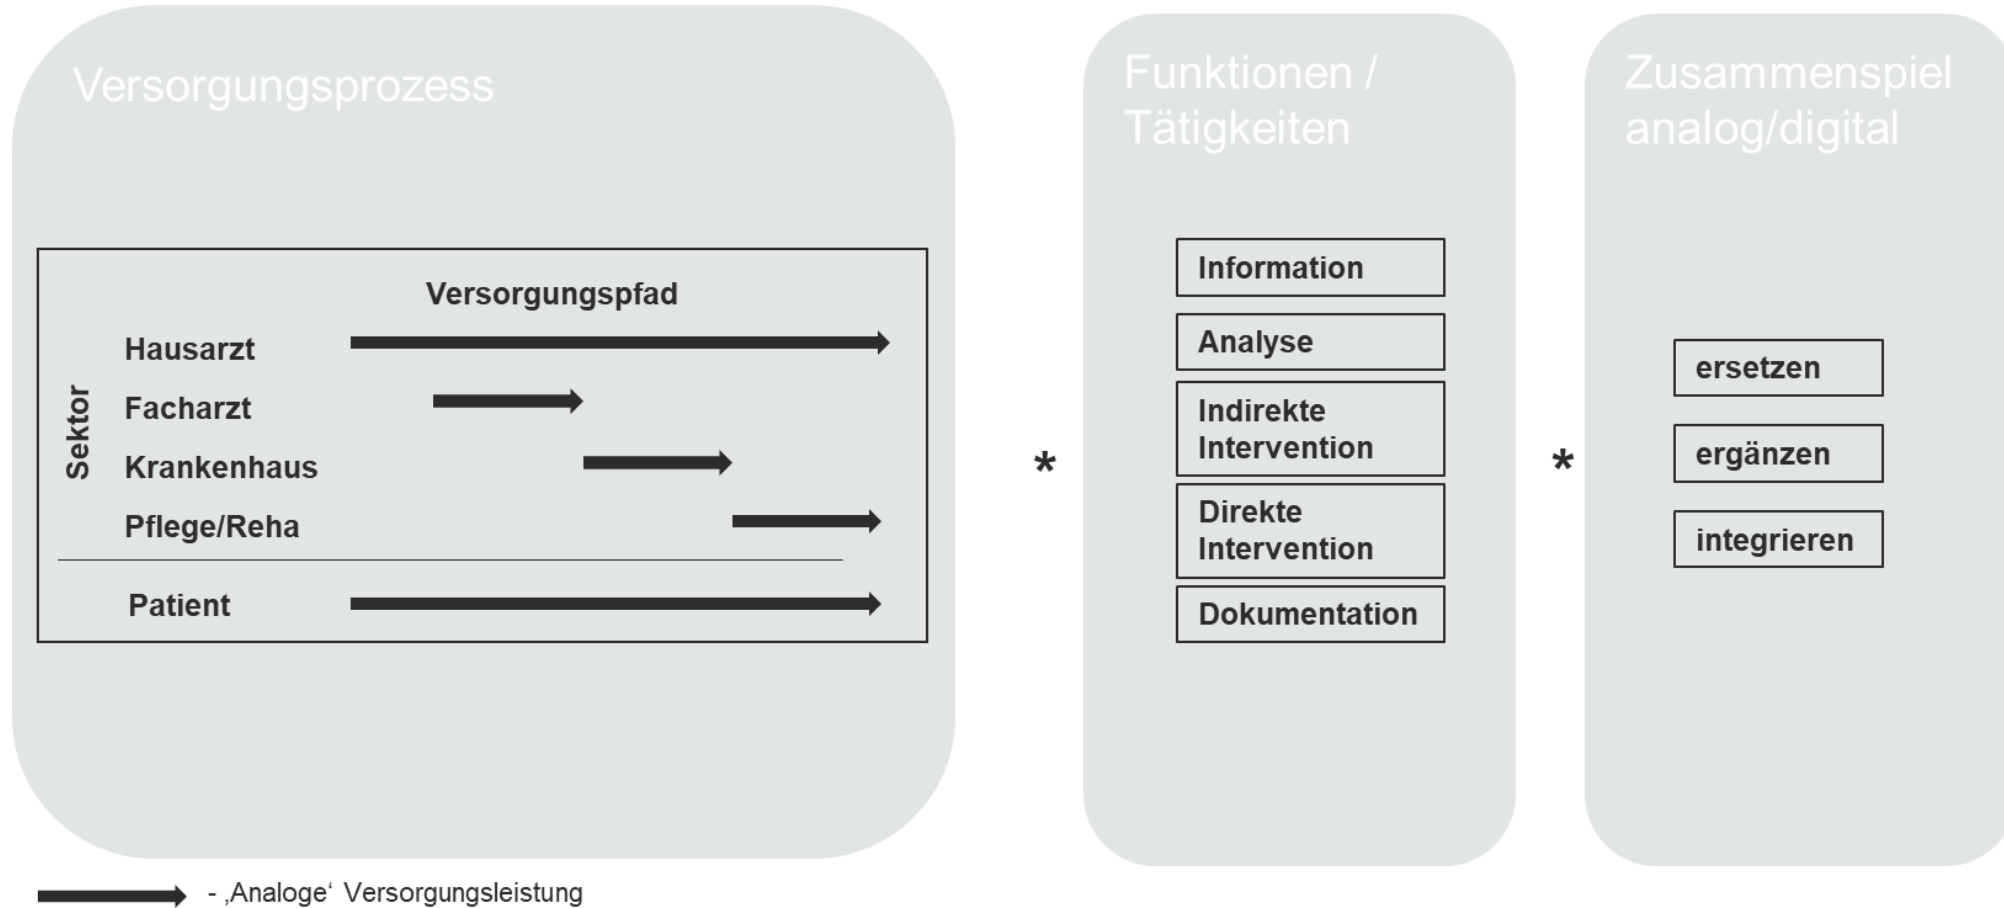 Versorgungsprozess
Versorgungspfad
Sektor
Hausarzt
Facharzt
Krankenhaus
Pflege/Reha
Patient
- ‚Analoge‘ Versorgungsleistung
*
Funktionen /
Tätigkeiten
Information
Analyse
Indirekte
Intervention
Direkte
Intervention
Dokumentation
*
Zusammenspiel
analog/digital
ersetzen
ergänzen
integrieren